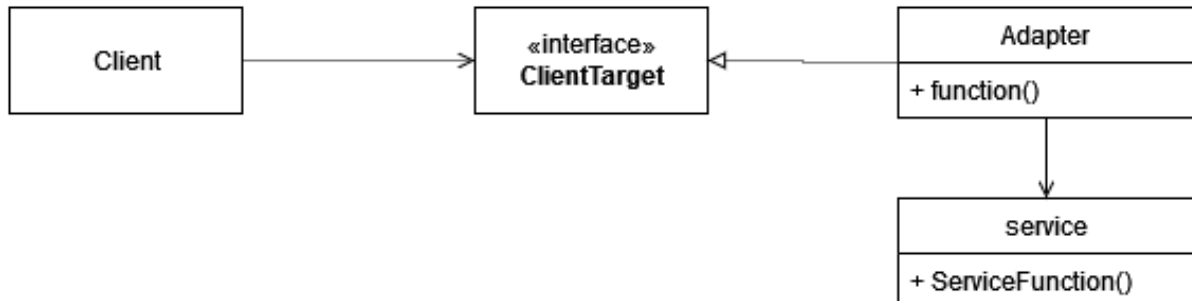 Client
«interface»
ClientTarget
Adapter
+ function()
service
+ ServiceFunction()